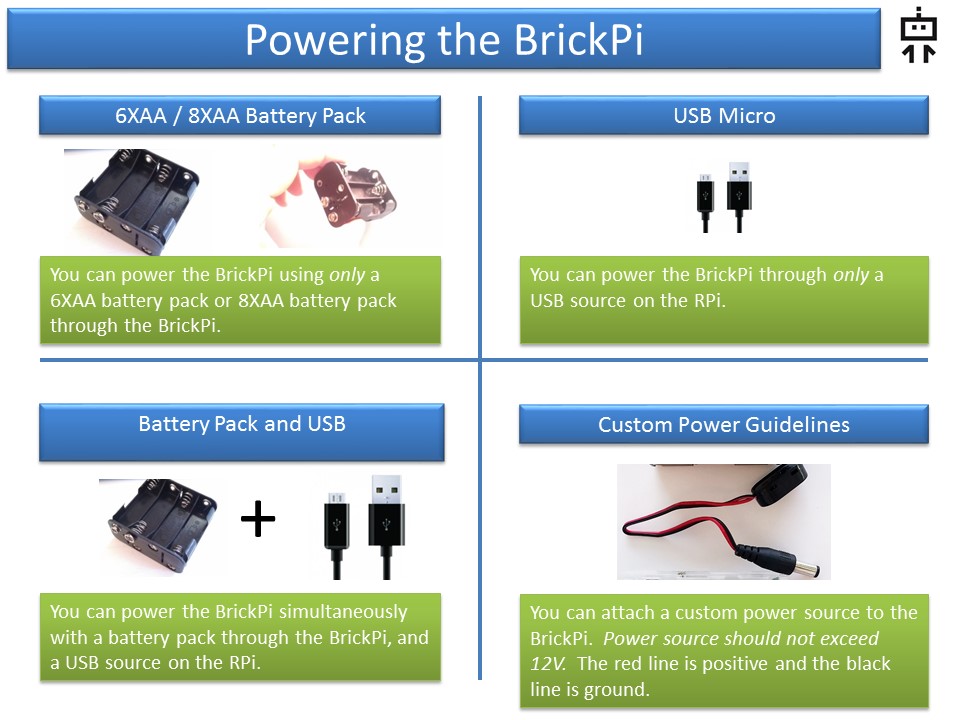 Powering the BrickPi
6XAA / 8XAA Battery Pack
You can power the BrickPi using only a
6XAA battery pack or 8XAA battery pack
through the BrickPi.
USB Micro
You can power the BrickPi through only a
USB source on the RPi.
Battery Pack and USB
+
You can power the BrickPi simultaneously
with a battery pack through the BrickPi, and
a USB source on the RPi.
Custom Power Guidelines
You can attach a custom power source to the
BrickPi. Power source should not exceed
12V. The red line is positive and the black
line is ground.